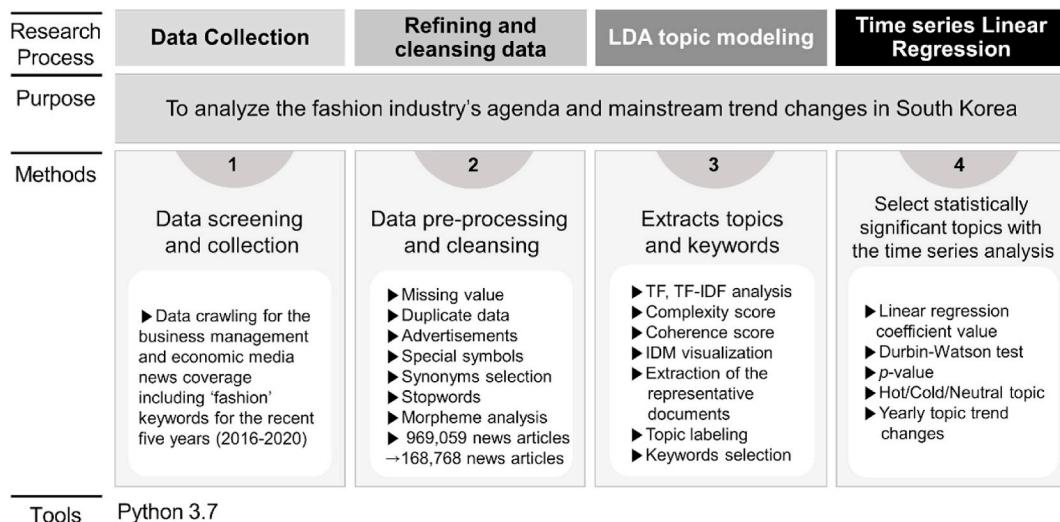 Research
Process
Data Collection
Refining and
cleansing data
LDA topic modeling
Time series Linear
Regression
Purpose
To analyze the fashion industry's agenda and mainstream trend changes in South Korea
Methods
1
Data screening
and collection
▶ Data crawling for the
business management
and economic media
news coverage
including 'fashion'
keywords for the recent
five years (2016-2020)
2
Data pre-processing
and cleansing
▶ Missing value
▶ Duplicate data
▶ Advertisements
▶ Special symbols
▶ Synonyms selection
▶ Stopwords
▶ Morpheme analysis
▶ 969,059 news articles
→168,768 news articles
3
Extracts topics
and keywords
▶ TF, TF-IDF analysis
▶ Complexity score
▶ Coherence score
▶ IDM visualization
▶ Extraction of the
representative
documents
▶ Topic labeling
▶ Keywords selection
4
Select statistically
significant topics with
the time series analysis
▶ Linear regression
coefficient value
▶ Durbin-Watson test
▶ p-value
▶ Hot/Cold/Neutral topic
▶ Yearly topic trend
changes
Tools
Python 3.7